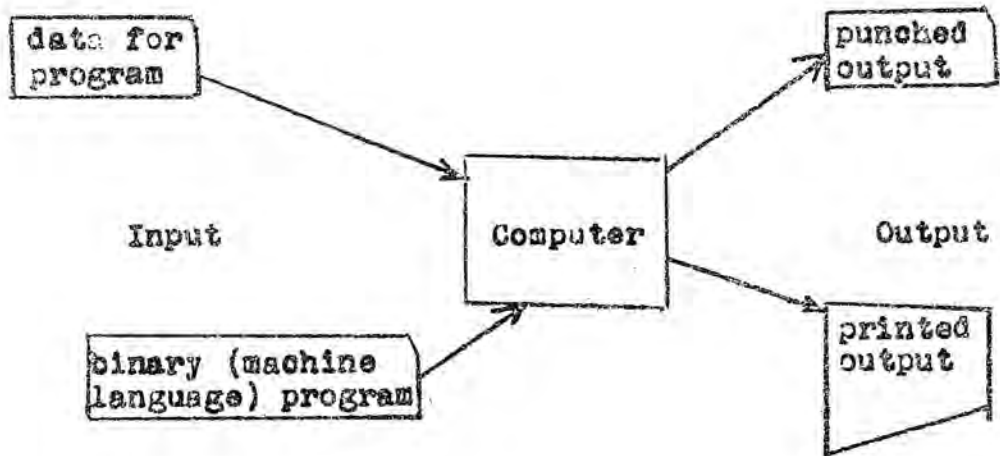 data for
program
punched
output
Input
Computer
Output
binary (machine
language) program
printed
output